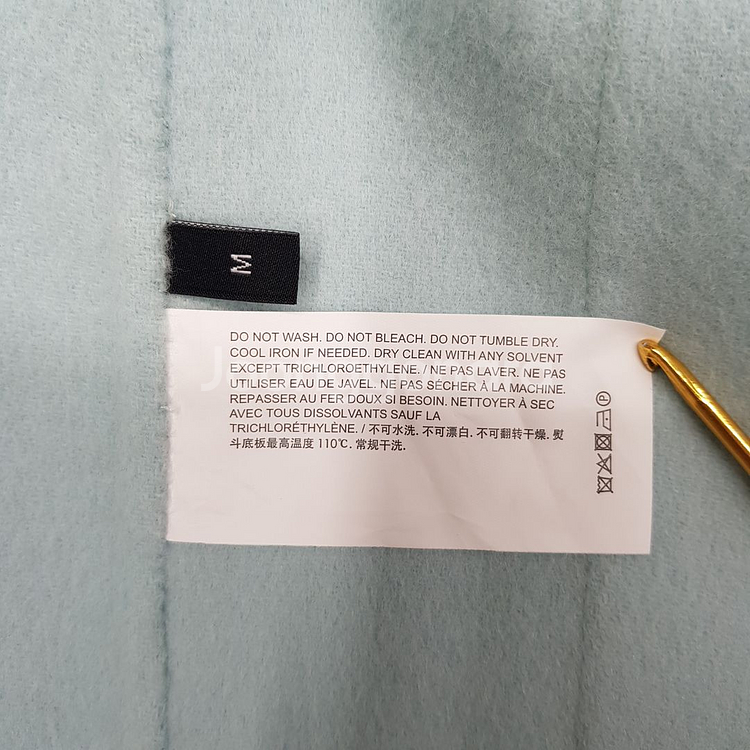 M
DO NOT WASH. DO NOT BLEACH. DO NOT TUMBLE DRY.
COOL IRON IF NEEDED. DRY CLEAN WITH ANY SOLVENT
EXCEPT TRICHLOROETHYLENE. / NE PAS LAVER. NE PAS
UTILISER EAU DE JAVEL. NE PAS SÉCHER À LA MACHINE.
REPASSER AU FER DOUX SI BESOIN. NETTOYER À SEC
AVEC TOUS DISSOLVANTS SAUF LA
TRICHLORÉTHYLÈNE. / 不可水洗. 不可漂白. 不可翻转干燥. 熨
斗底板最高温度 110℃. 常规干洗.
P